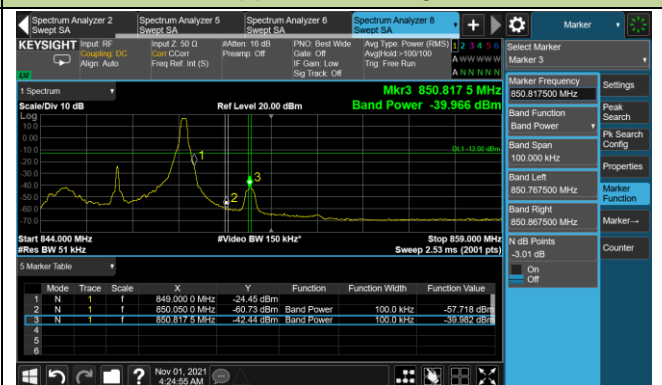 Spectrum Analyzer 2 Spectrum Analyzer 5 Spectrum Analyzer 6 Spectrum Analyzer 8
Swept SA Swept SA Swept SA Swept SA
Marker
KEYSIGHT
Input: RF
Coupling: DC
Align: Auto
Input Z: 50 Ω
Corr CCorr
Freq Ref: Int (S)
#Atten: 16 dB
Preamp: Off
PNO: Best Wide
Gate: Off
IF Gain: Low
Sig Track: Off
Avg Type: Power (RMS)
Avg|Hold:>100/100
Trig: Free Run
1 2 3 4 5 6
A W W W W W
A N N N N N
LXI
1 Spectrum
Scale/Div 10 dB
Ref Level 20.00 dBm
Mkr3 850.817 5 MHz
Band Power -39.966 dBm
Log
10.0
0.00
-10.0
-20.0
-30.0
-40.0
-50.0
-60.0
-70.0
DL1 -13.00 dBm
1
2
3
Start 844.000 MHz
#Res BW 51 kHz
#Video BW 150 kHz*
Stop 859.000 MHz
Sweep 2.53 ms (2001 pts)
5 Marker Table
Mode Trace Scale X Y Function Function Width Function Value
1 N 1 f 849.000 0 MHz -24.45 dBm
2 N 1 f 850.050 0 MHz -60.73 dBm Band Power 100.0 kHz -57.718 dBm
3 N 1 f 850.817 5 MHz -42.44 dBm Band Power 100.0 kHz -39.982 dBm
4
5
6
Nov 01, 2021
4:24:55 AM
Select Marker
Marker 3
Marker Frequency
850.817500 MHz
Band Function
Band Power
Band Span
100.000 kHz
Band Left
850.767500 MHz
Band Right
850.867500 MHz
N dB Points
-3.01 dB
On
Off
Settings
Peak
Search
Pk Search
Config
Properties
Marker
Function
Marker→
Counter